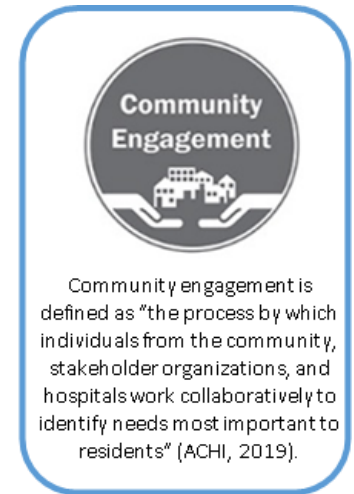 Community
Engagement
Community engagement is
defined as “the process by which
individuals from the community,
stakeholder organizations, and
hospitals work collaboratively to
identify needs most important to
residents” (ACHI, 2019).